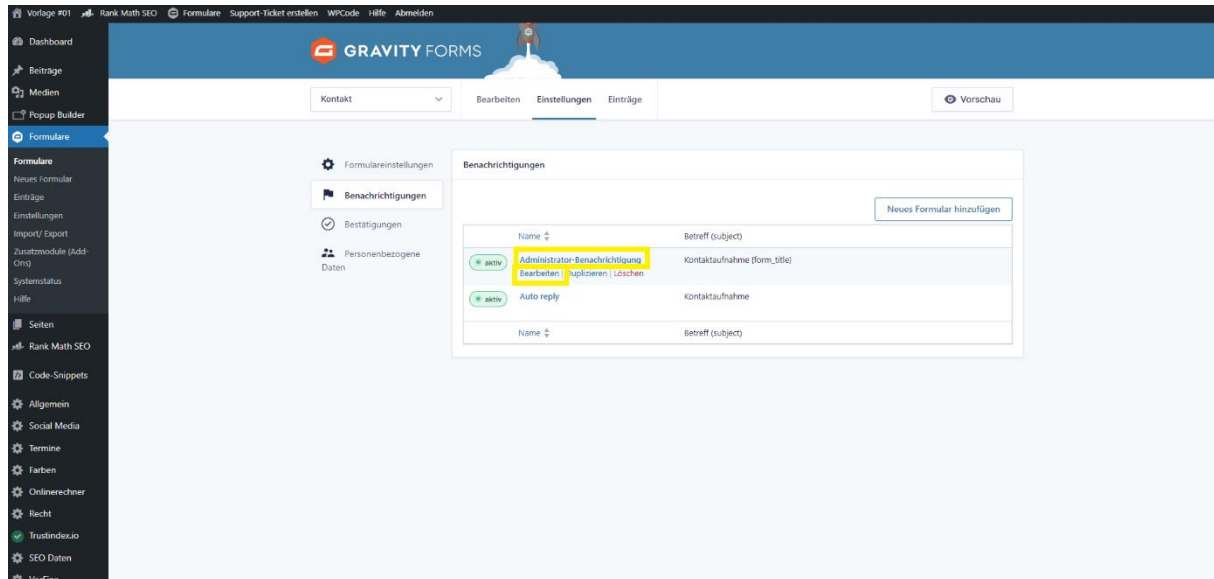 Vorlage #01 Rank Math SEO Formulare Support-Ticket erstellen WPCode Hilfe Abmelden
Dashboard
Beiträge
Medien
Popup Builder
Formulare
Formulare
Neues Formular
Einträge
Einstellungen
Import/ Export
Zusatzmodule (Add-
Ons)
Systemstatus
Hilfe
Seiten
Rank Math SEO
Code-Snippets
Allgemein
Social Media
Termine
Farben
Onlinerechner
Recht
Trustindex.io
SEO Daten
GRAVITY FORMS
Kontakt
Bearbeiten Einstellungen Einträge
Vorschau
Formulareinstellungen
Benachrichtigungen
Bestätigungen
Personenbezogene
Daten
Benachrichtigungen
Neues Formular hinzufügen
Name Betreff (subject)
aktiv Administrator-Benachrichtigung Kontaktaufnahme {form_title}
Bearbeiten | Duplizieren | Löschen
aktiv Auto reply Kontaktaufnahme
Name Betreff (subject)